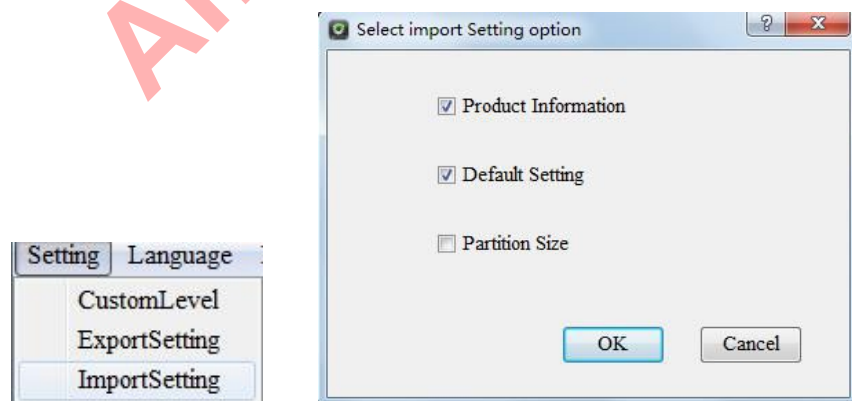 Select import Setting option
Product Information
Default Setting
Partition Size
OK Cancel
Setting Language
CustomLevel
ExportSetting
ImportSetting